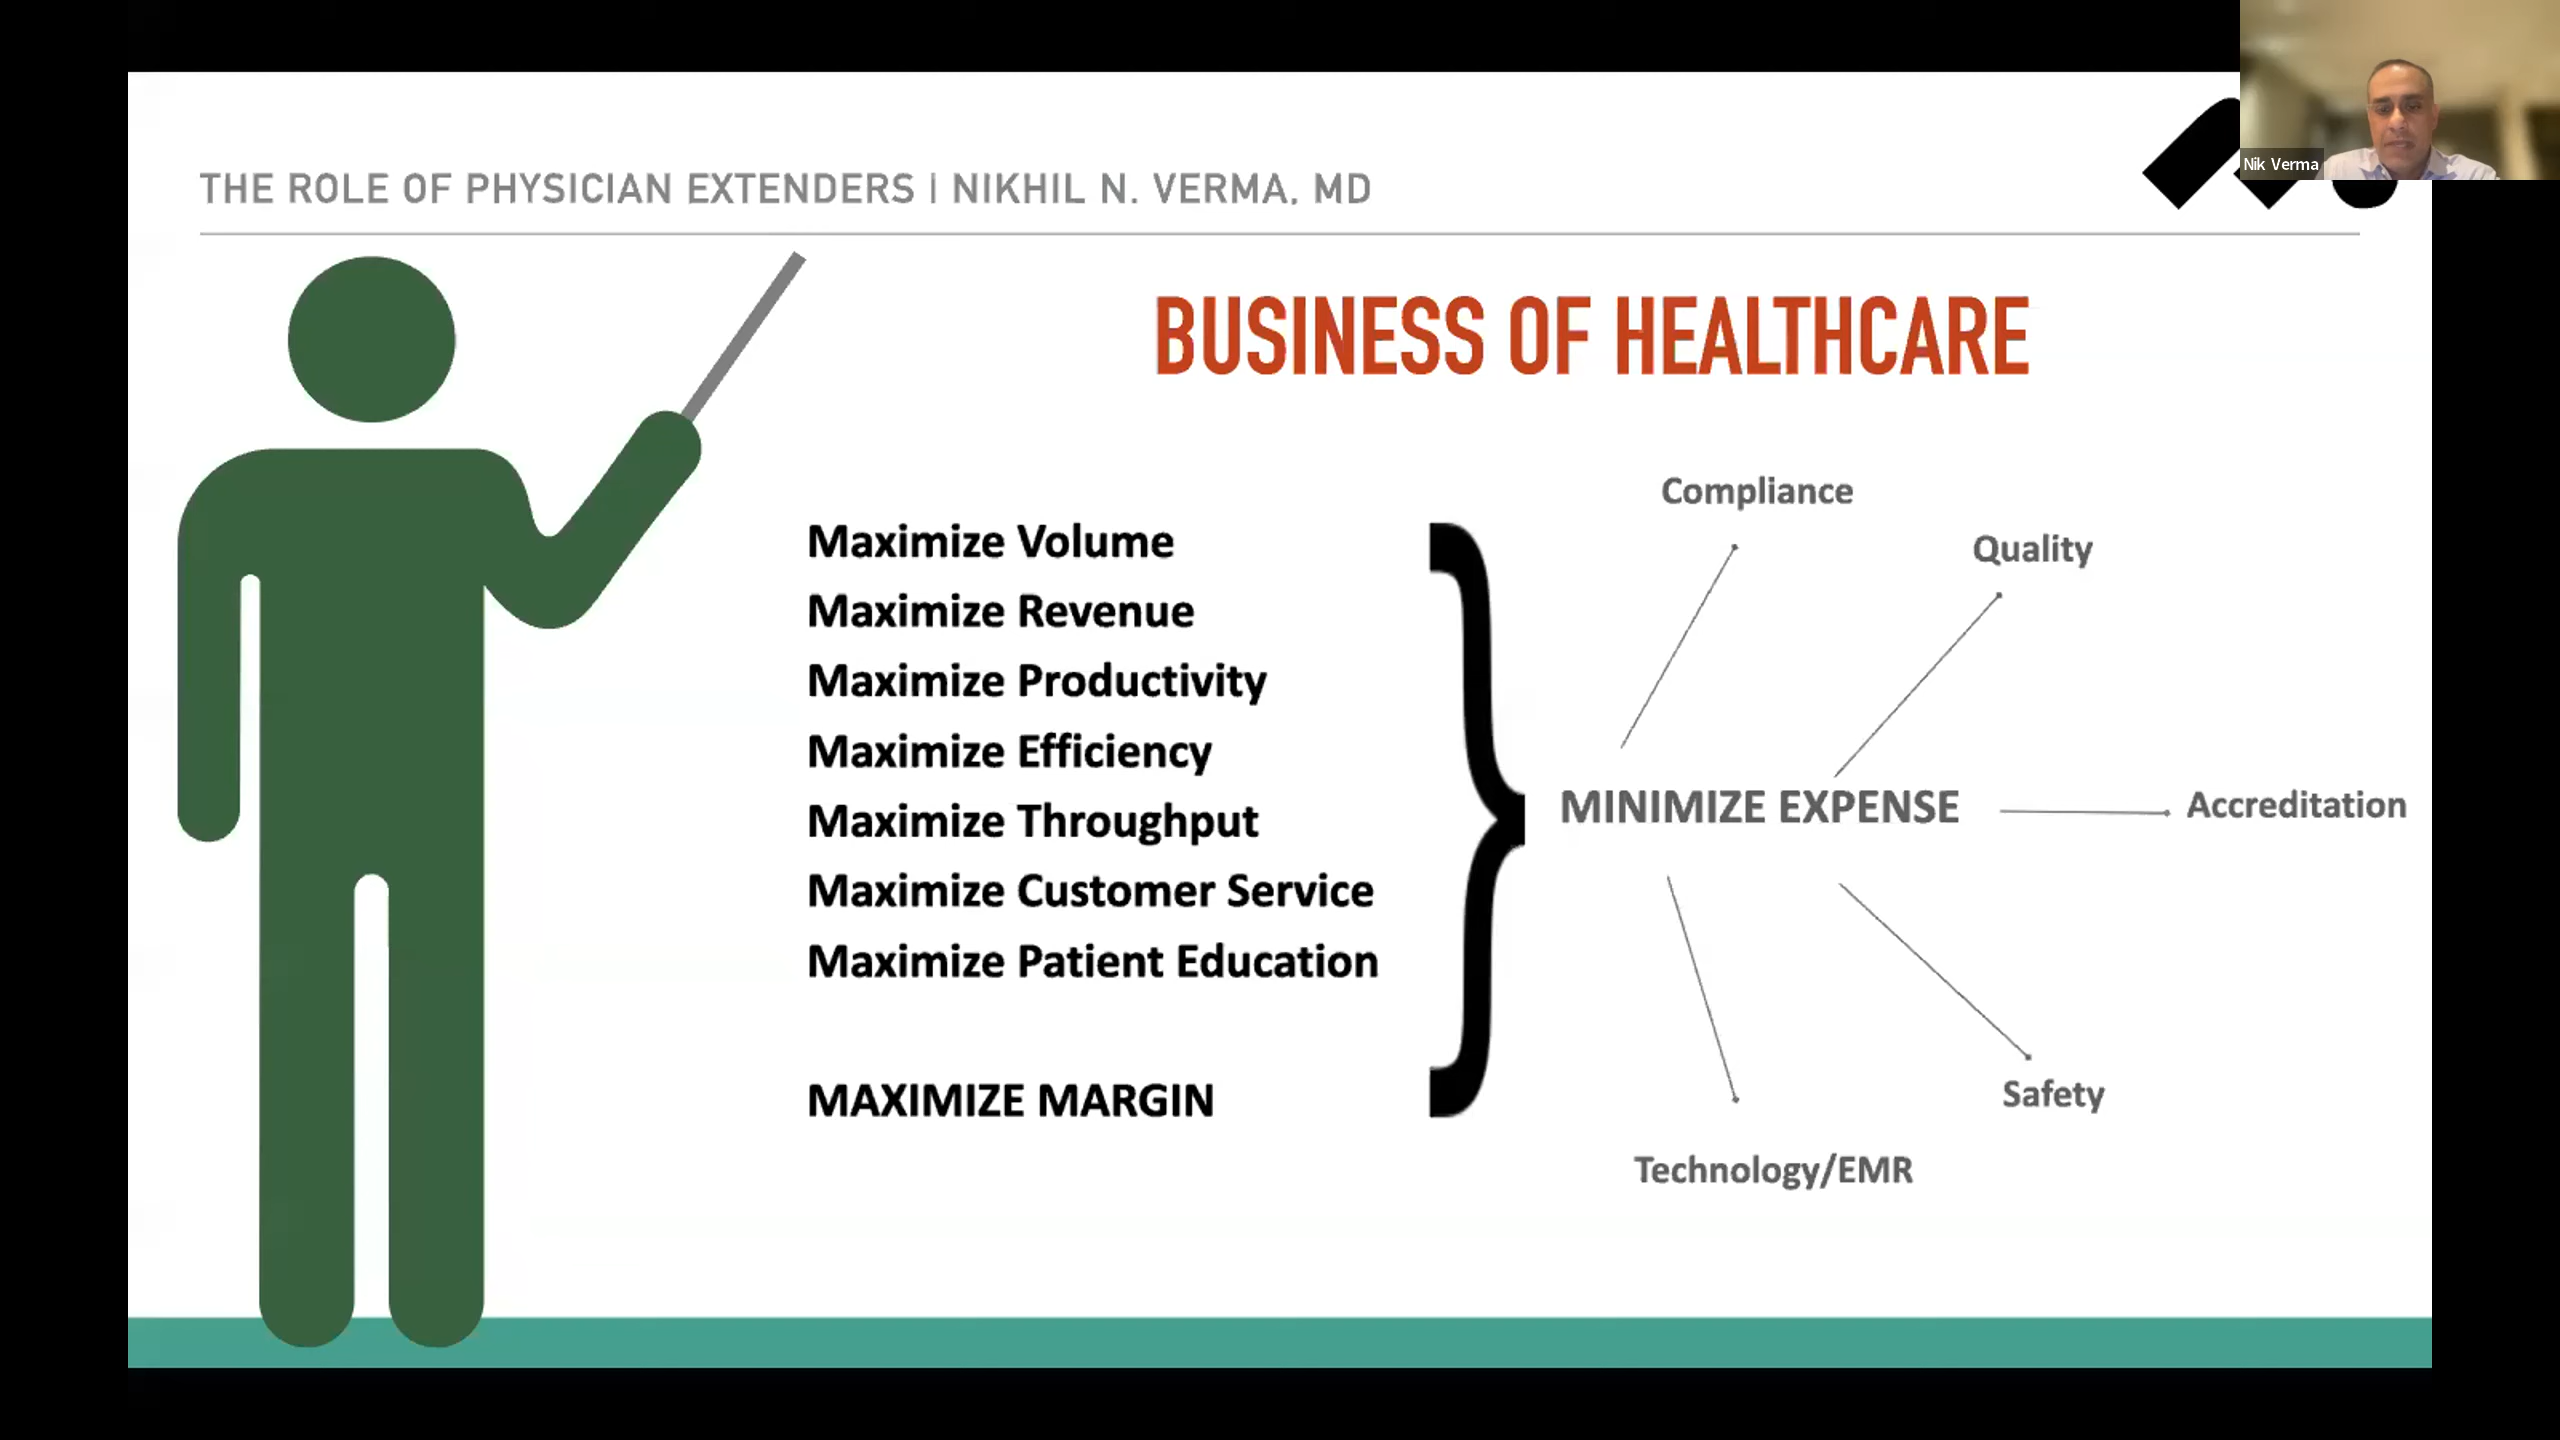 THE ROLE OF PHYSICIAN EXTENDERS | NIKHIL N. VERMA, MD
Nik Verma
BUSINESS OF HEALTHCARE
Maximize Volume
Maximize Revenue
Maximize Productivity
Maximize Efficiency
Maximize Throughput
Maximize Customer Service
Maximize Patient Education
MAXIMIZE MARGIN
Compliance
Quality
MINIMIZE EXPENSE
Accreditation
Safety
Technology/EMR